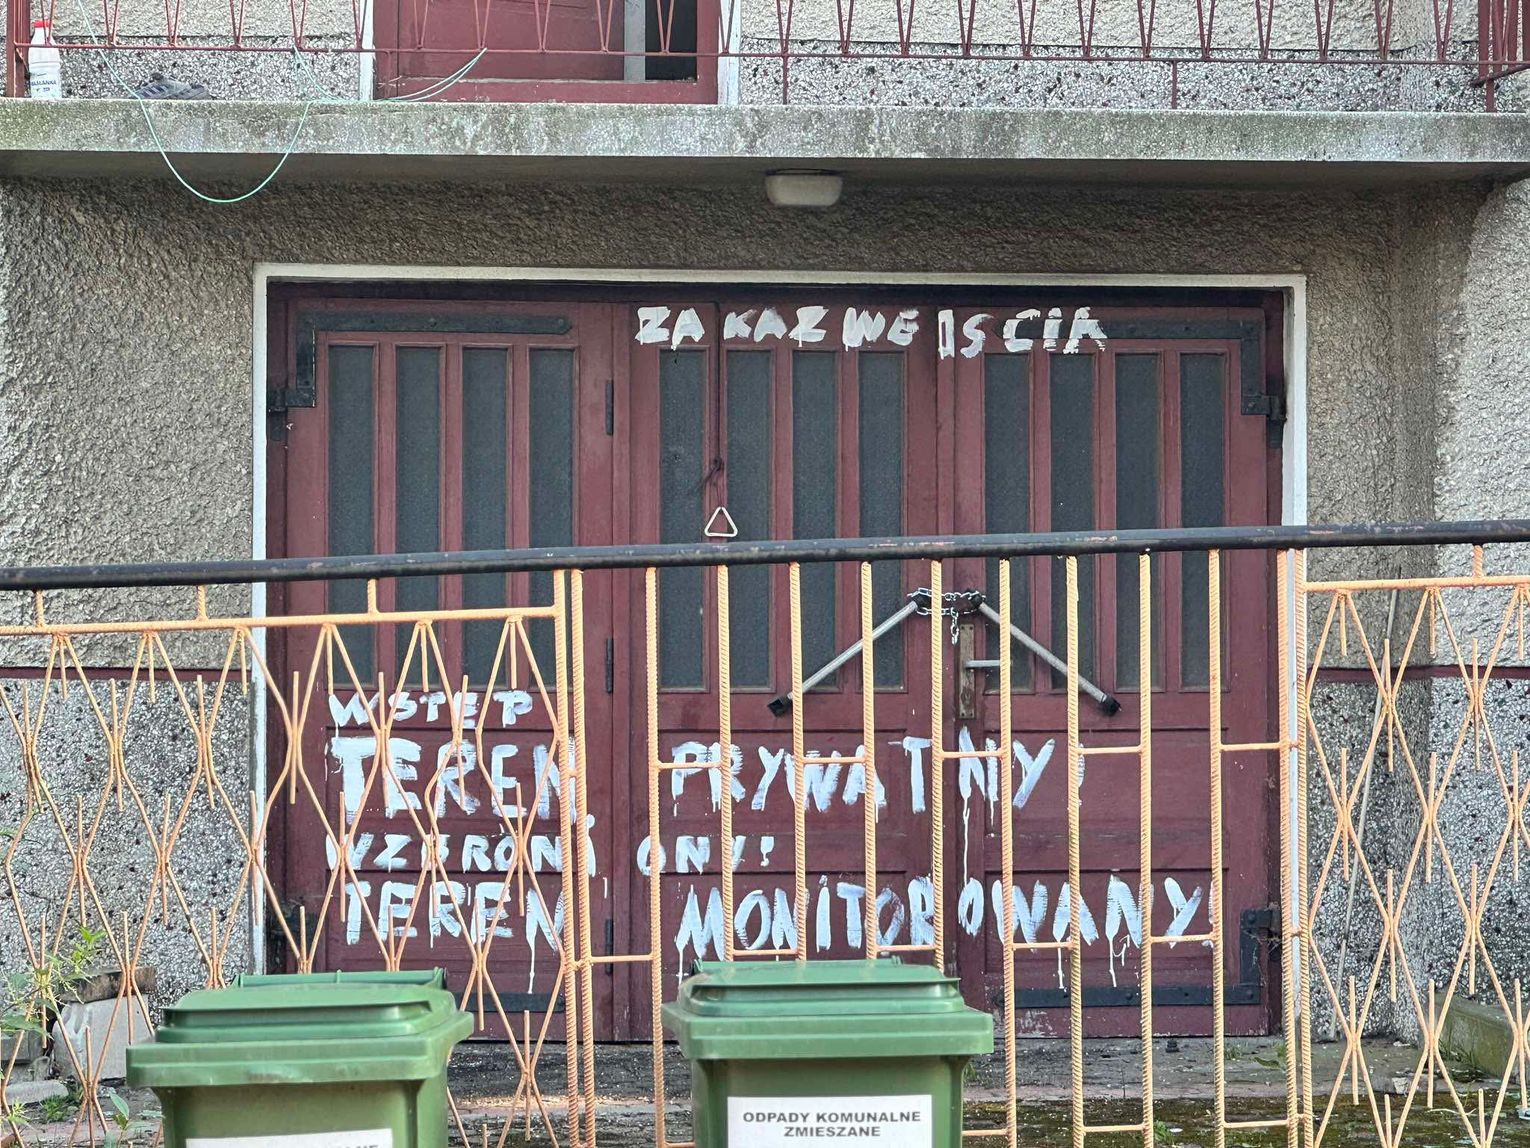 ZAKAZ WEJSCIA
WSTEP
TEREN PRYWATNY
WZBRONIONY!
TEREN MONITOROWANY!
ODPADY KOMUNALNE
ZMIESZANE